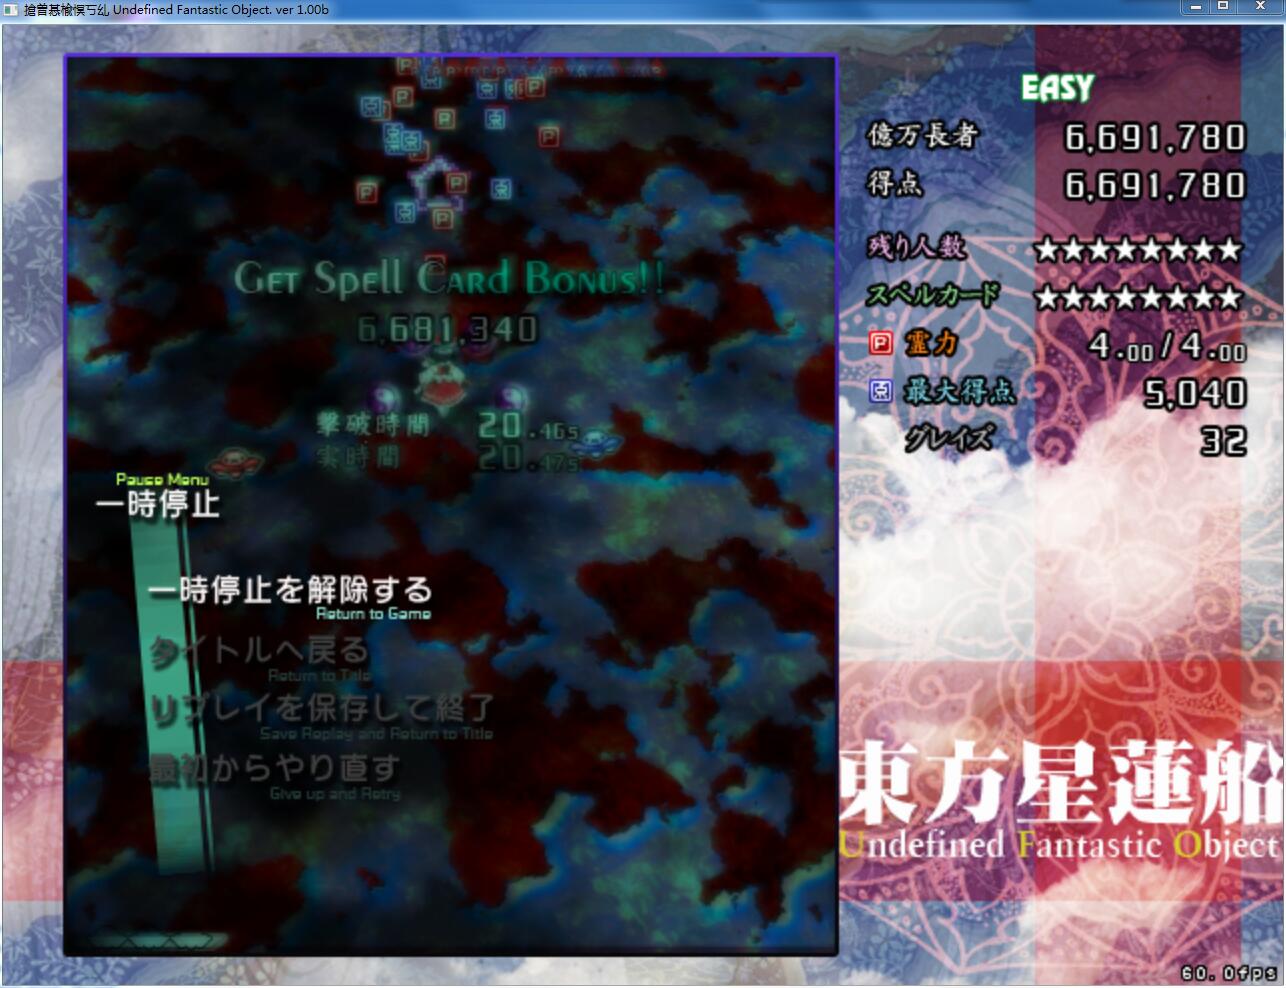 搶曽惎楡慏丂乣 Undefined Fantastic Object. ver 1.00b
EASY
億万長者 6,691,780
得点 6,691,780
残り人数 ★★★★★★★★
スペルカード ★★★★★★★★
P 霊力 4.00/4.00
点 最大得点 5,040
グレイズ 32
Get Spell Card Bonus!!
6,681,340
撃破時間 20.46s
実時間 20.47s
Pause Menu
一時停止
一時停止を解除する
Return to Game
タイトルへ戻る
Return to Title
リプレイを保存して終了
Save Replay and Return to Title
最初からやり直す
Give up and Retry
東方星蓮船
Undefined Fantastic Object
60.0fps